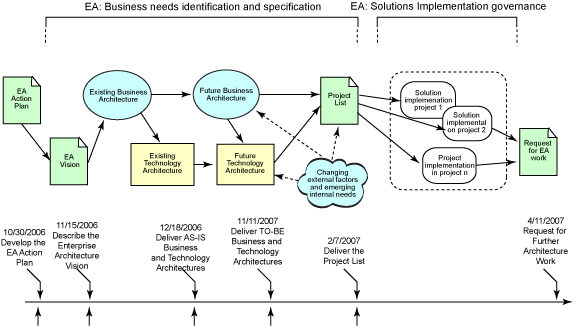 EA: Business needs identification and specification
EA: Solutions Implementation governance
EA
Action
Plan
EA
Vision
Existing Business
Architecture
Existing
Technology
Architecture
Future Business
Architecture
Future
Technology
Architecture
Project
List
Changing
external factors
and emerging
internal needs
Solution
implemenation
project 1
Solution
implementai
on project 2
Project
implementation
in project n
Request
for EA
work
10/30/2006
Develop the
EA Action
Plan
11/15/2006
Describe the
Enterprise
Architecture
Vision
12/18/2006
Deliver AS-IS
Business
and Technology
Architectures
11/11/2007
Deliver TO-BE
Business and
Technology
Architectures
2/7/2007
Deliver the
Project List
4/11/2007
Request for
Further
Architecture
Work